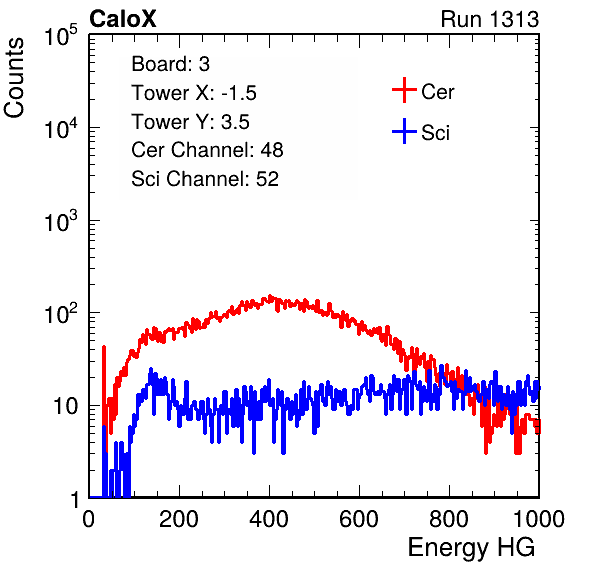 CaloX
Run 1313
Counts
Board: 3
Tower X: -1.5
Tower Y: 3.5
Cer Channel: 48
Sci Channel: 52
Cer
Sci
10^5
10^4
10^3
10^2
10
1
0 200 400 600 800 1000
Energy HG